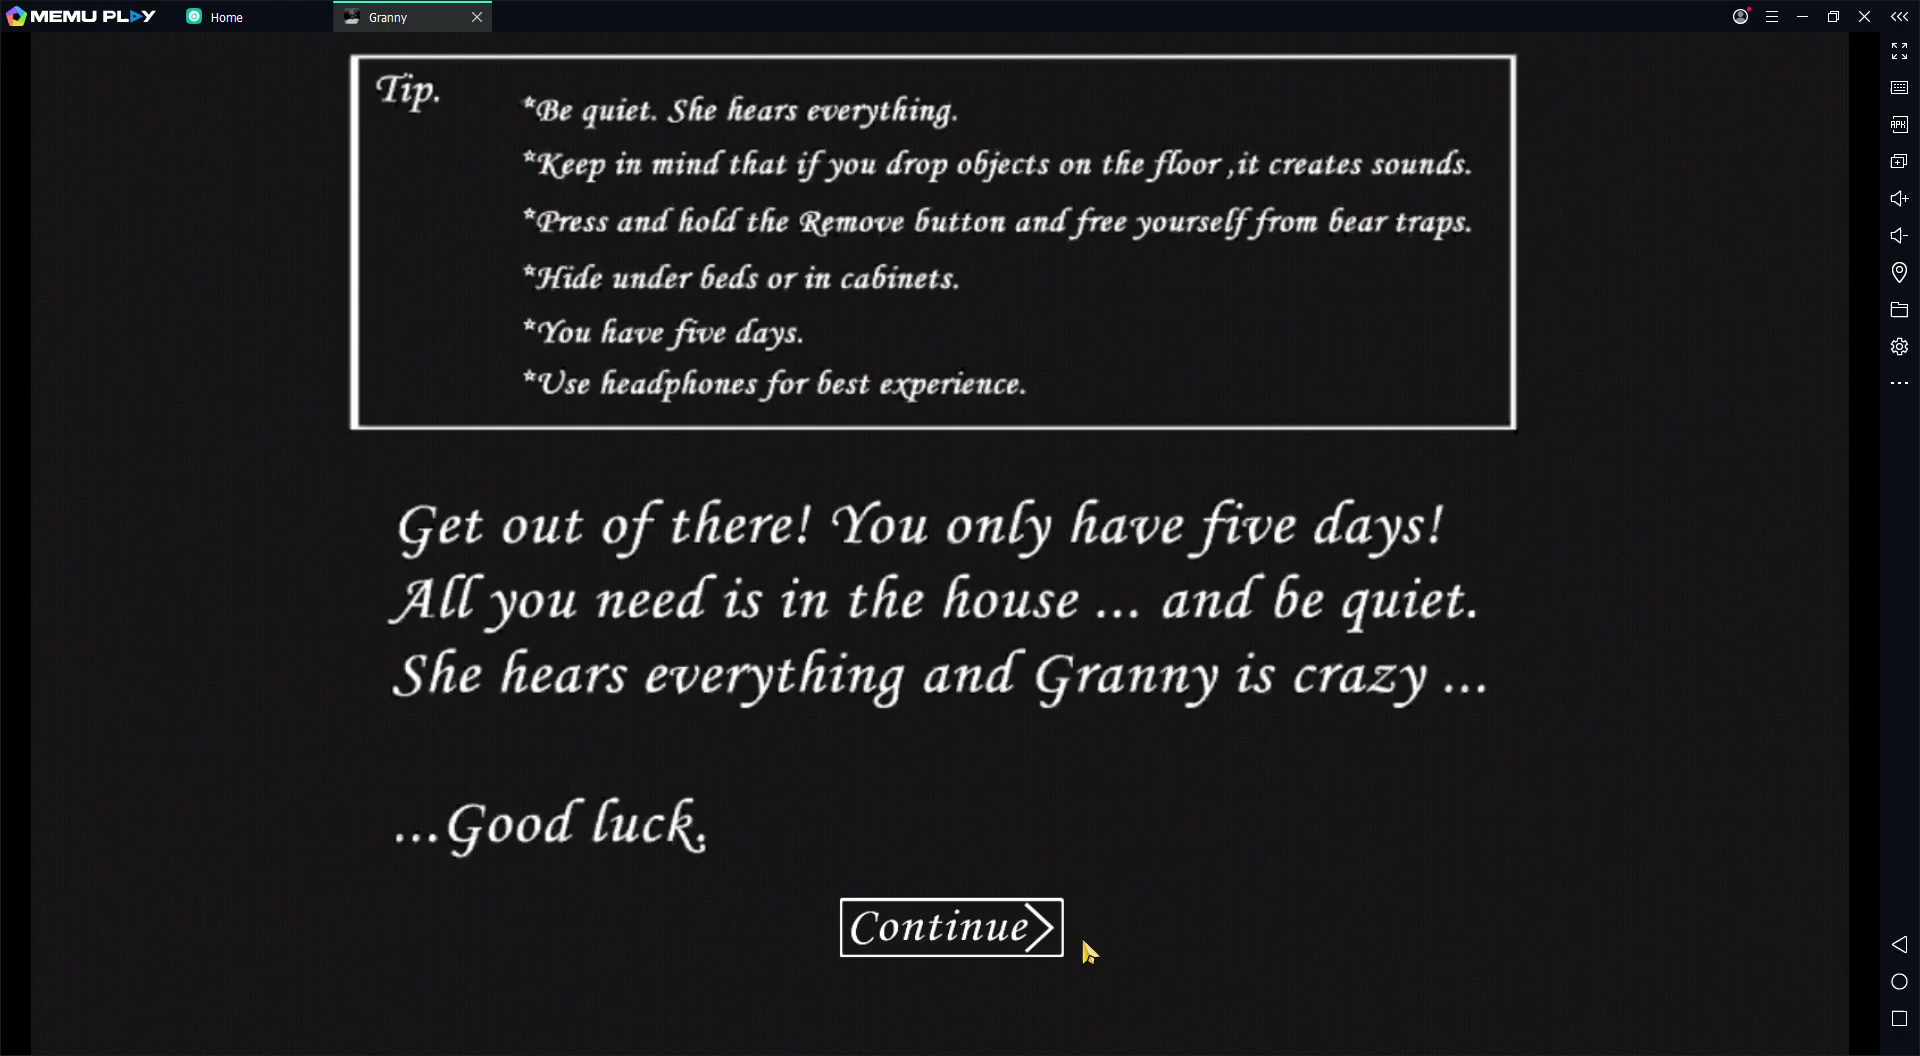 MEMU PLAY
Home
Granny
Tip.
*Be quiet. She hears everything.
*Keep in mind that if you drop objects on the floor ,it creates sounds.
*Press and hold the Remove button and free yourself from bear traps.
*Hide under beds or in cabinets.
*You have five days.
*Use headphones for best experience.
Get out of there! You only have five days!
All you need is in the house ... and be quiet.
She hears everything and Granny is crazy ...
...Good luck.
Continue
APK